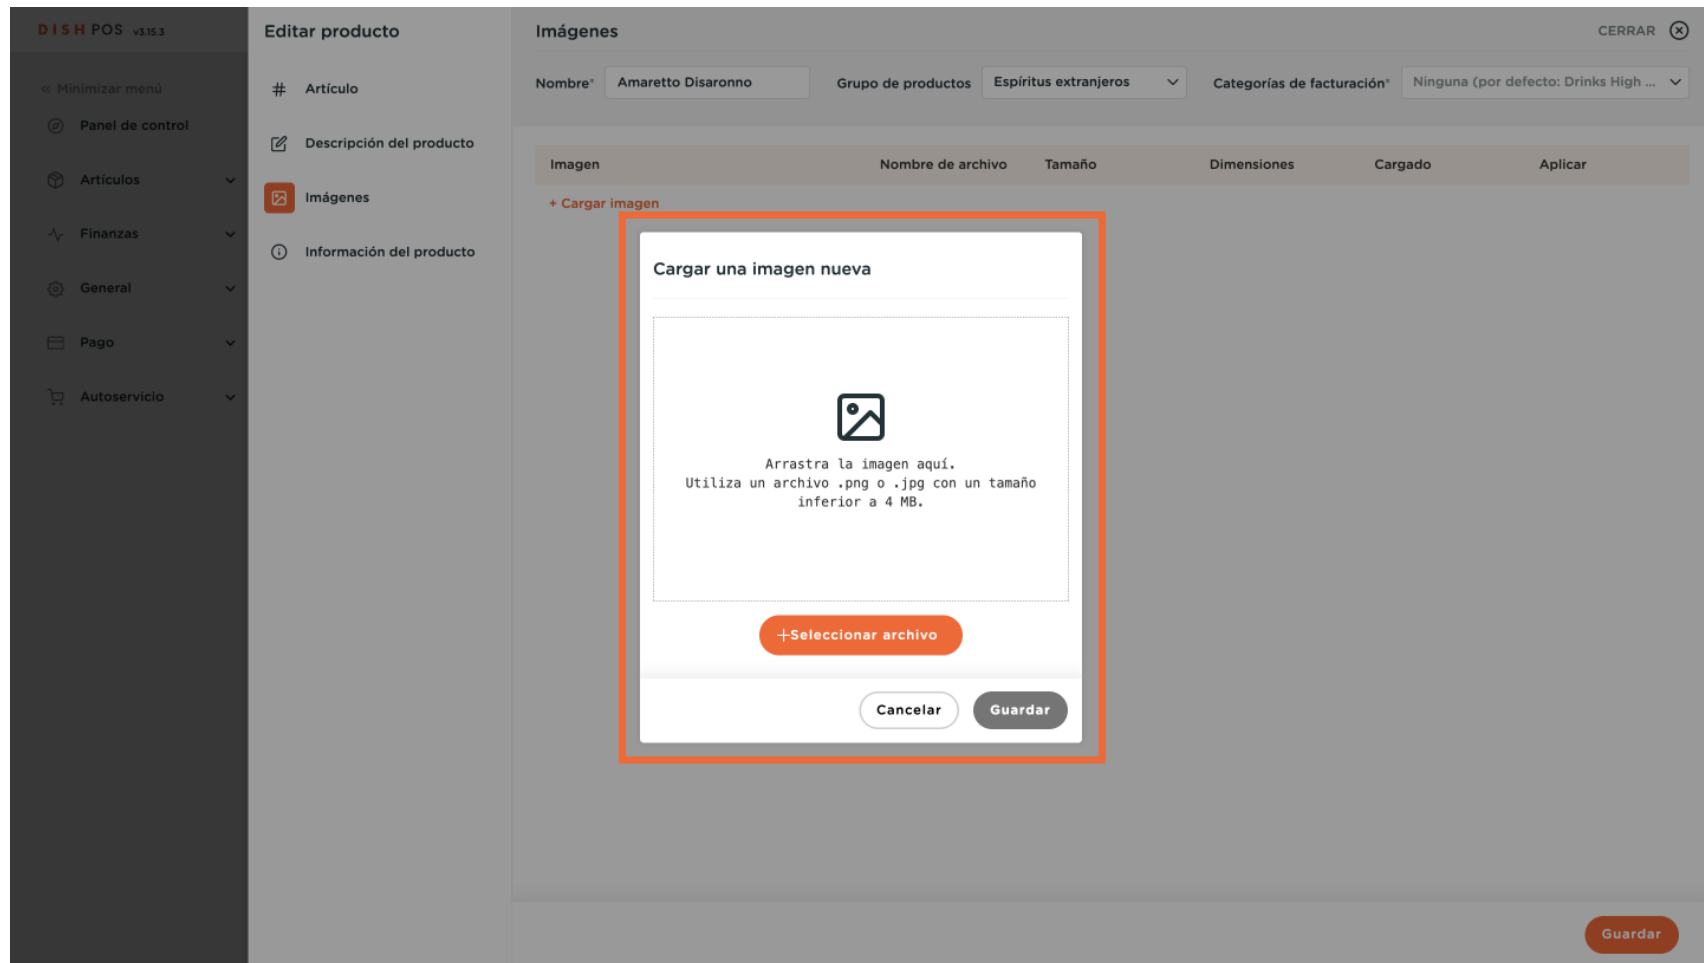 DISH POS v3.15.3
« Minimizar menú
Panel de control
Artículos
Finanzas
General
Pago
Autoservicio
Editar producto
# Artículo
Descripción del producto
Imágenes
Información del producto
Imágenes
CERRAR
Nombre* Amaretto Disaronno Grupo de productos Espíritus extranjeros Categorías de facturación* Ninguna (por defecto: Drinks High ...
Imagen Nombre de archivo Tamaño Dimensiones Cargado Aplicar
+ Cargar imagen
Cargar una imagen nueva
Arrastra la imagen aquí.
Utiliza un archivo .png o .jpg con un tamaño
inferior a 4 MB.
+Seleccionar archivo
Cancelar Guardar
Guardar